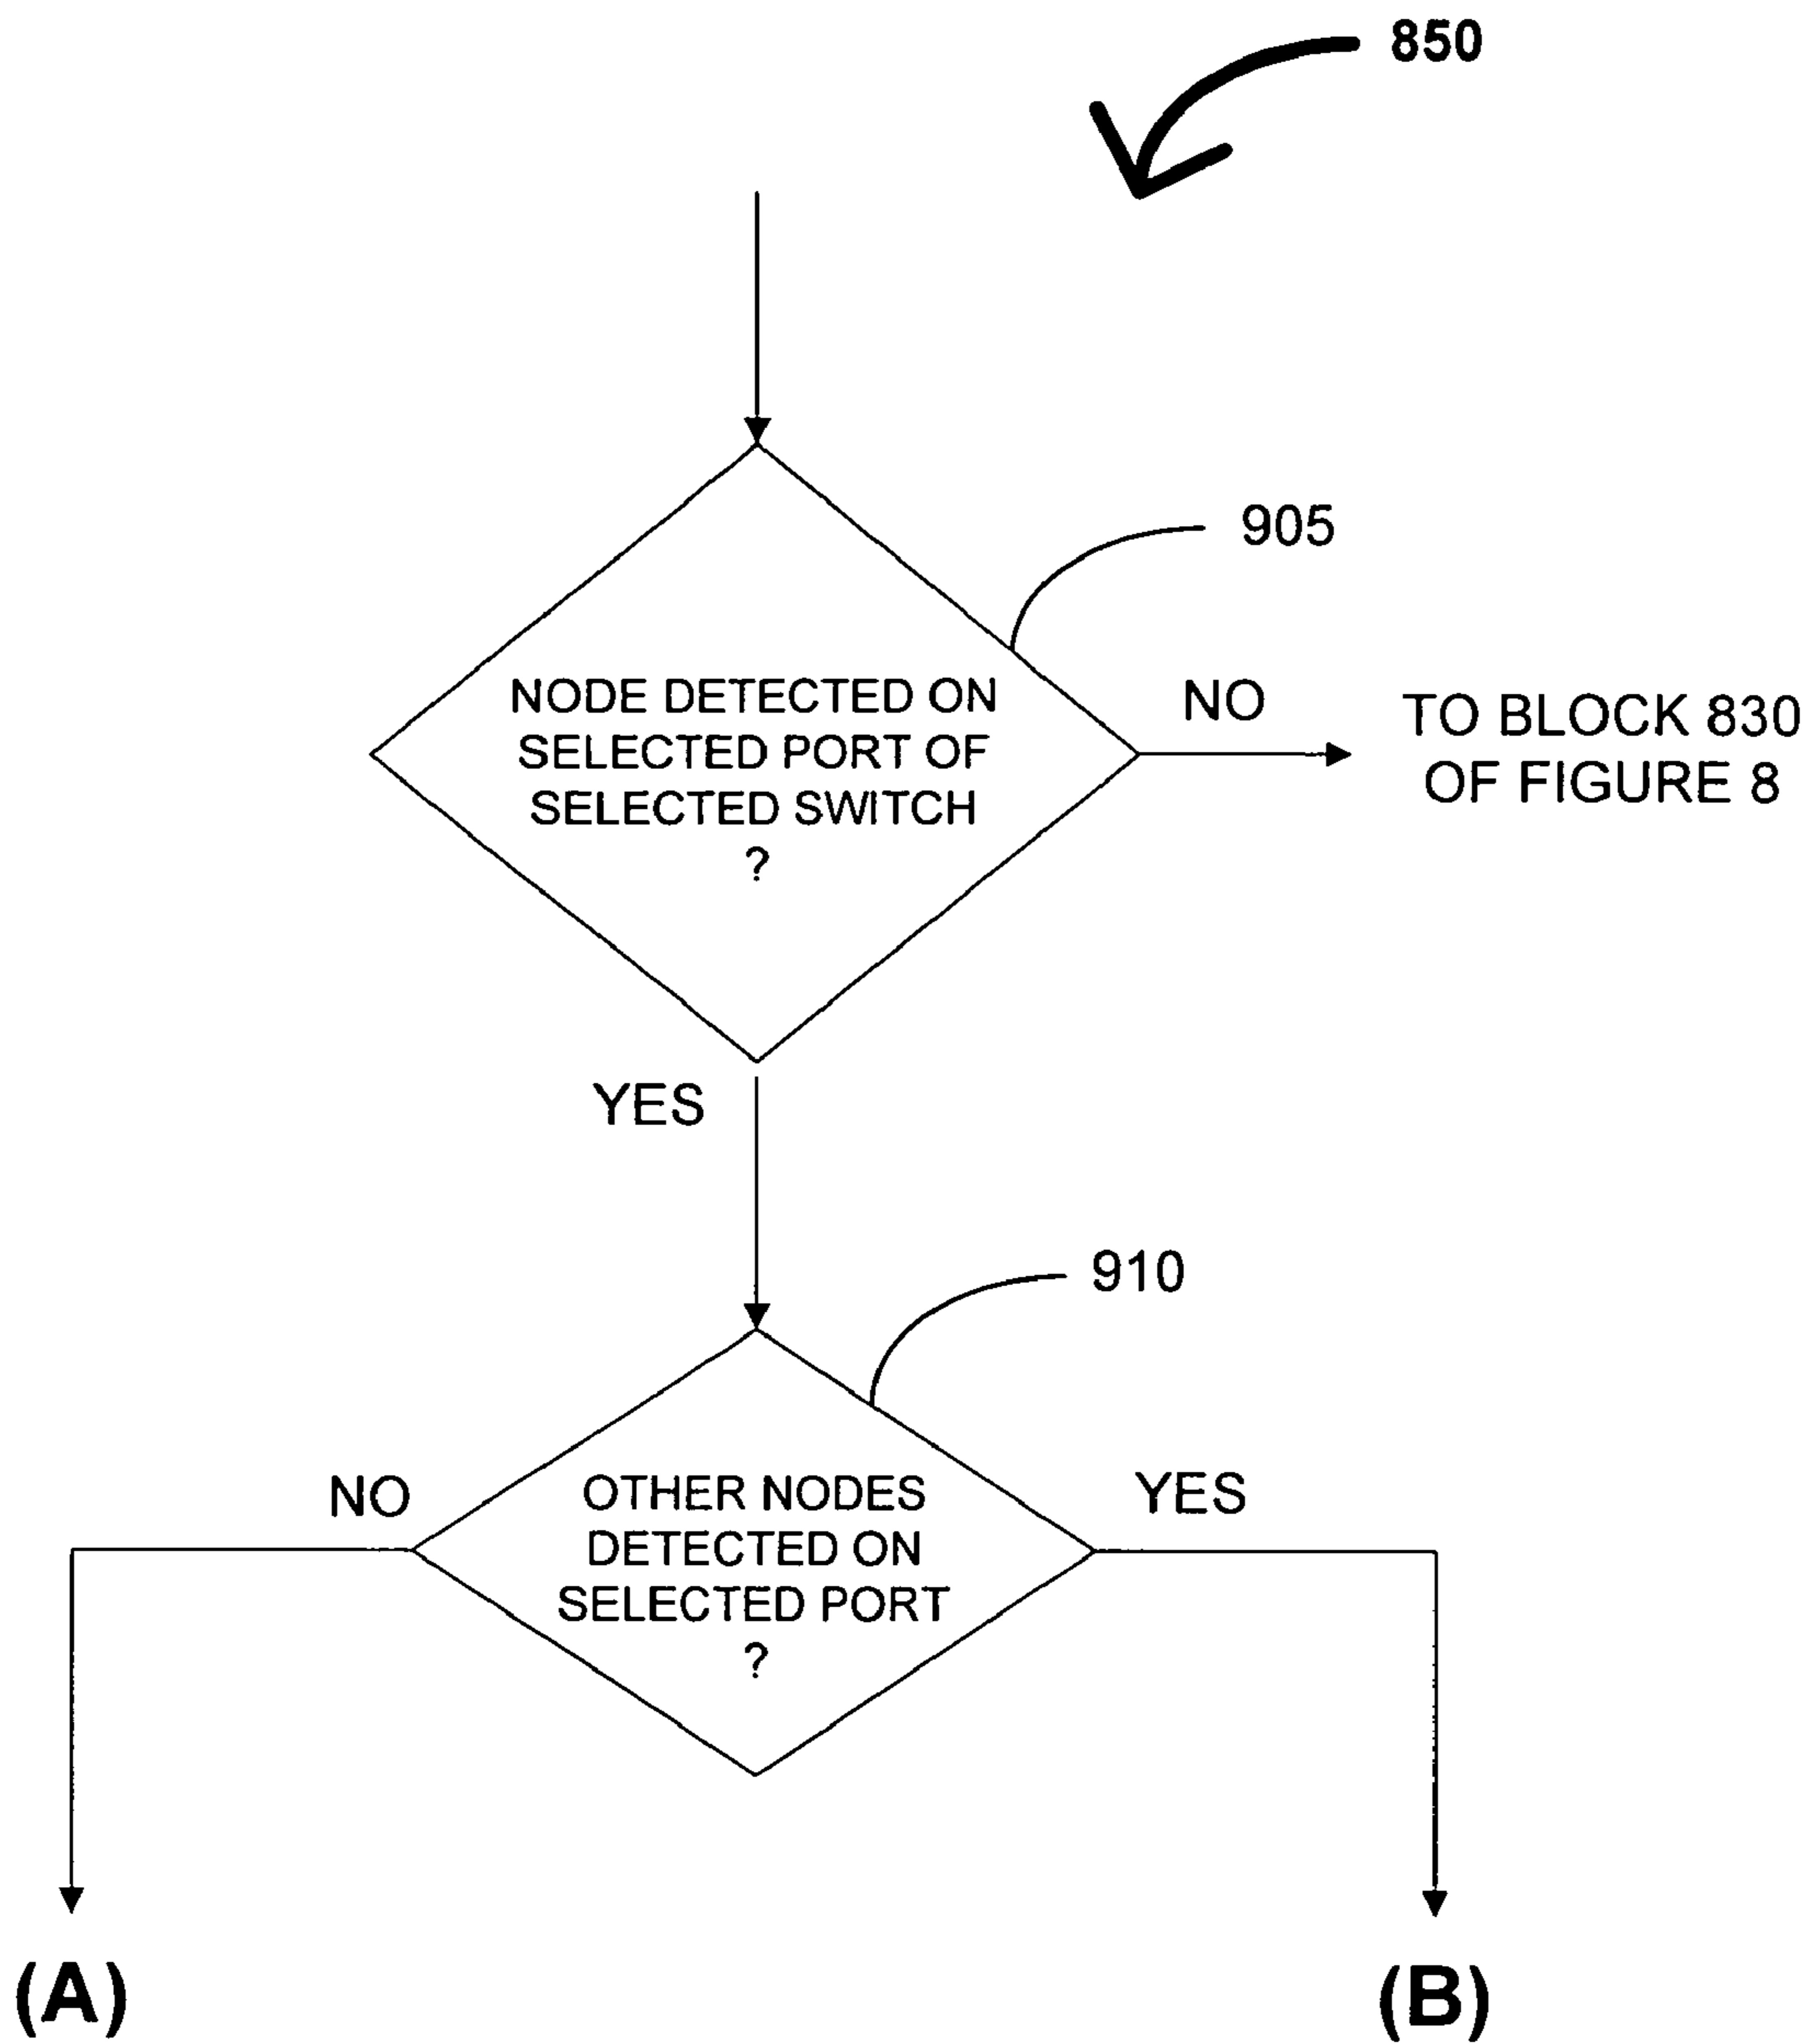 850
905
NODE DETECTED ON
SELECTED PORT OF
SELECTED SWITCH
?
NO
TO BLOCK 830
OF FIGURE 8
YES
910
NO
OTHER NODES
DETECTED ON
SELECTED PORT
?
YES
(A)
(B)